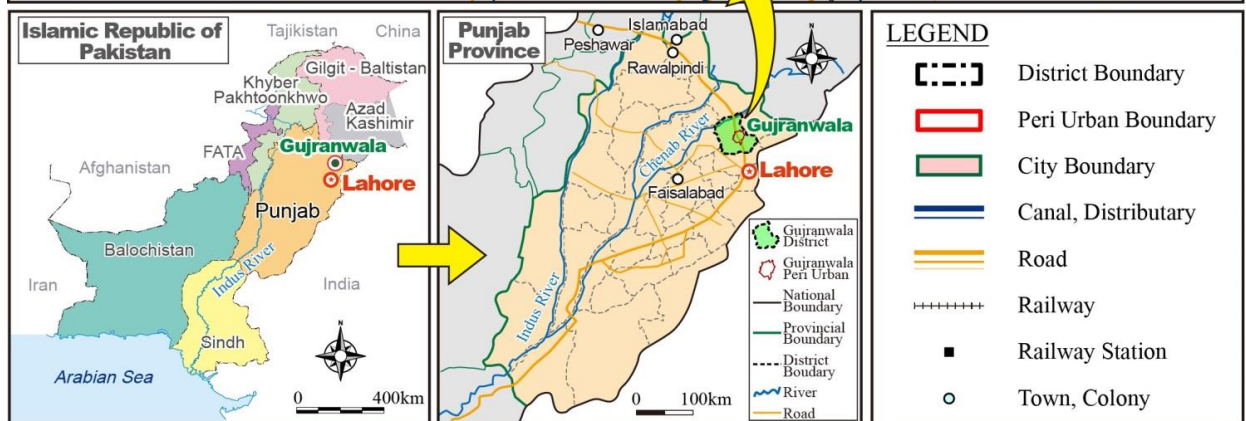 Islamic Republic of
Pakistan
Tajikistan
China
Gilgit - Baltistan
Khyber
Pakhtoonkhwo
Azad
Kashimir
FATA
Gujranwala
Afghanistan
Lahore
Punjab
Balochistan
Indus River
Iran
India
Sindh
N
Arabian Sea
0
400km
Punjab
Province
Islamabad
Peshawar
Rawalpindi
N
Gujranwala
Chenab River
Lahore
Faisalabad
Indus River
Gujranwala
District
Gujranwala
Peri Urban
National
Boundary
Provincial
Boundary
District
Boudary
River
Road
0
100km
LEGEND
District Boundary
Peri Urban Boundary
City Boundary
Canal, Distributary
Road
Railway
Railway Station
Town, Colony